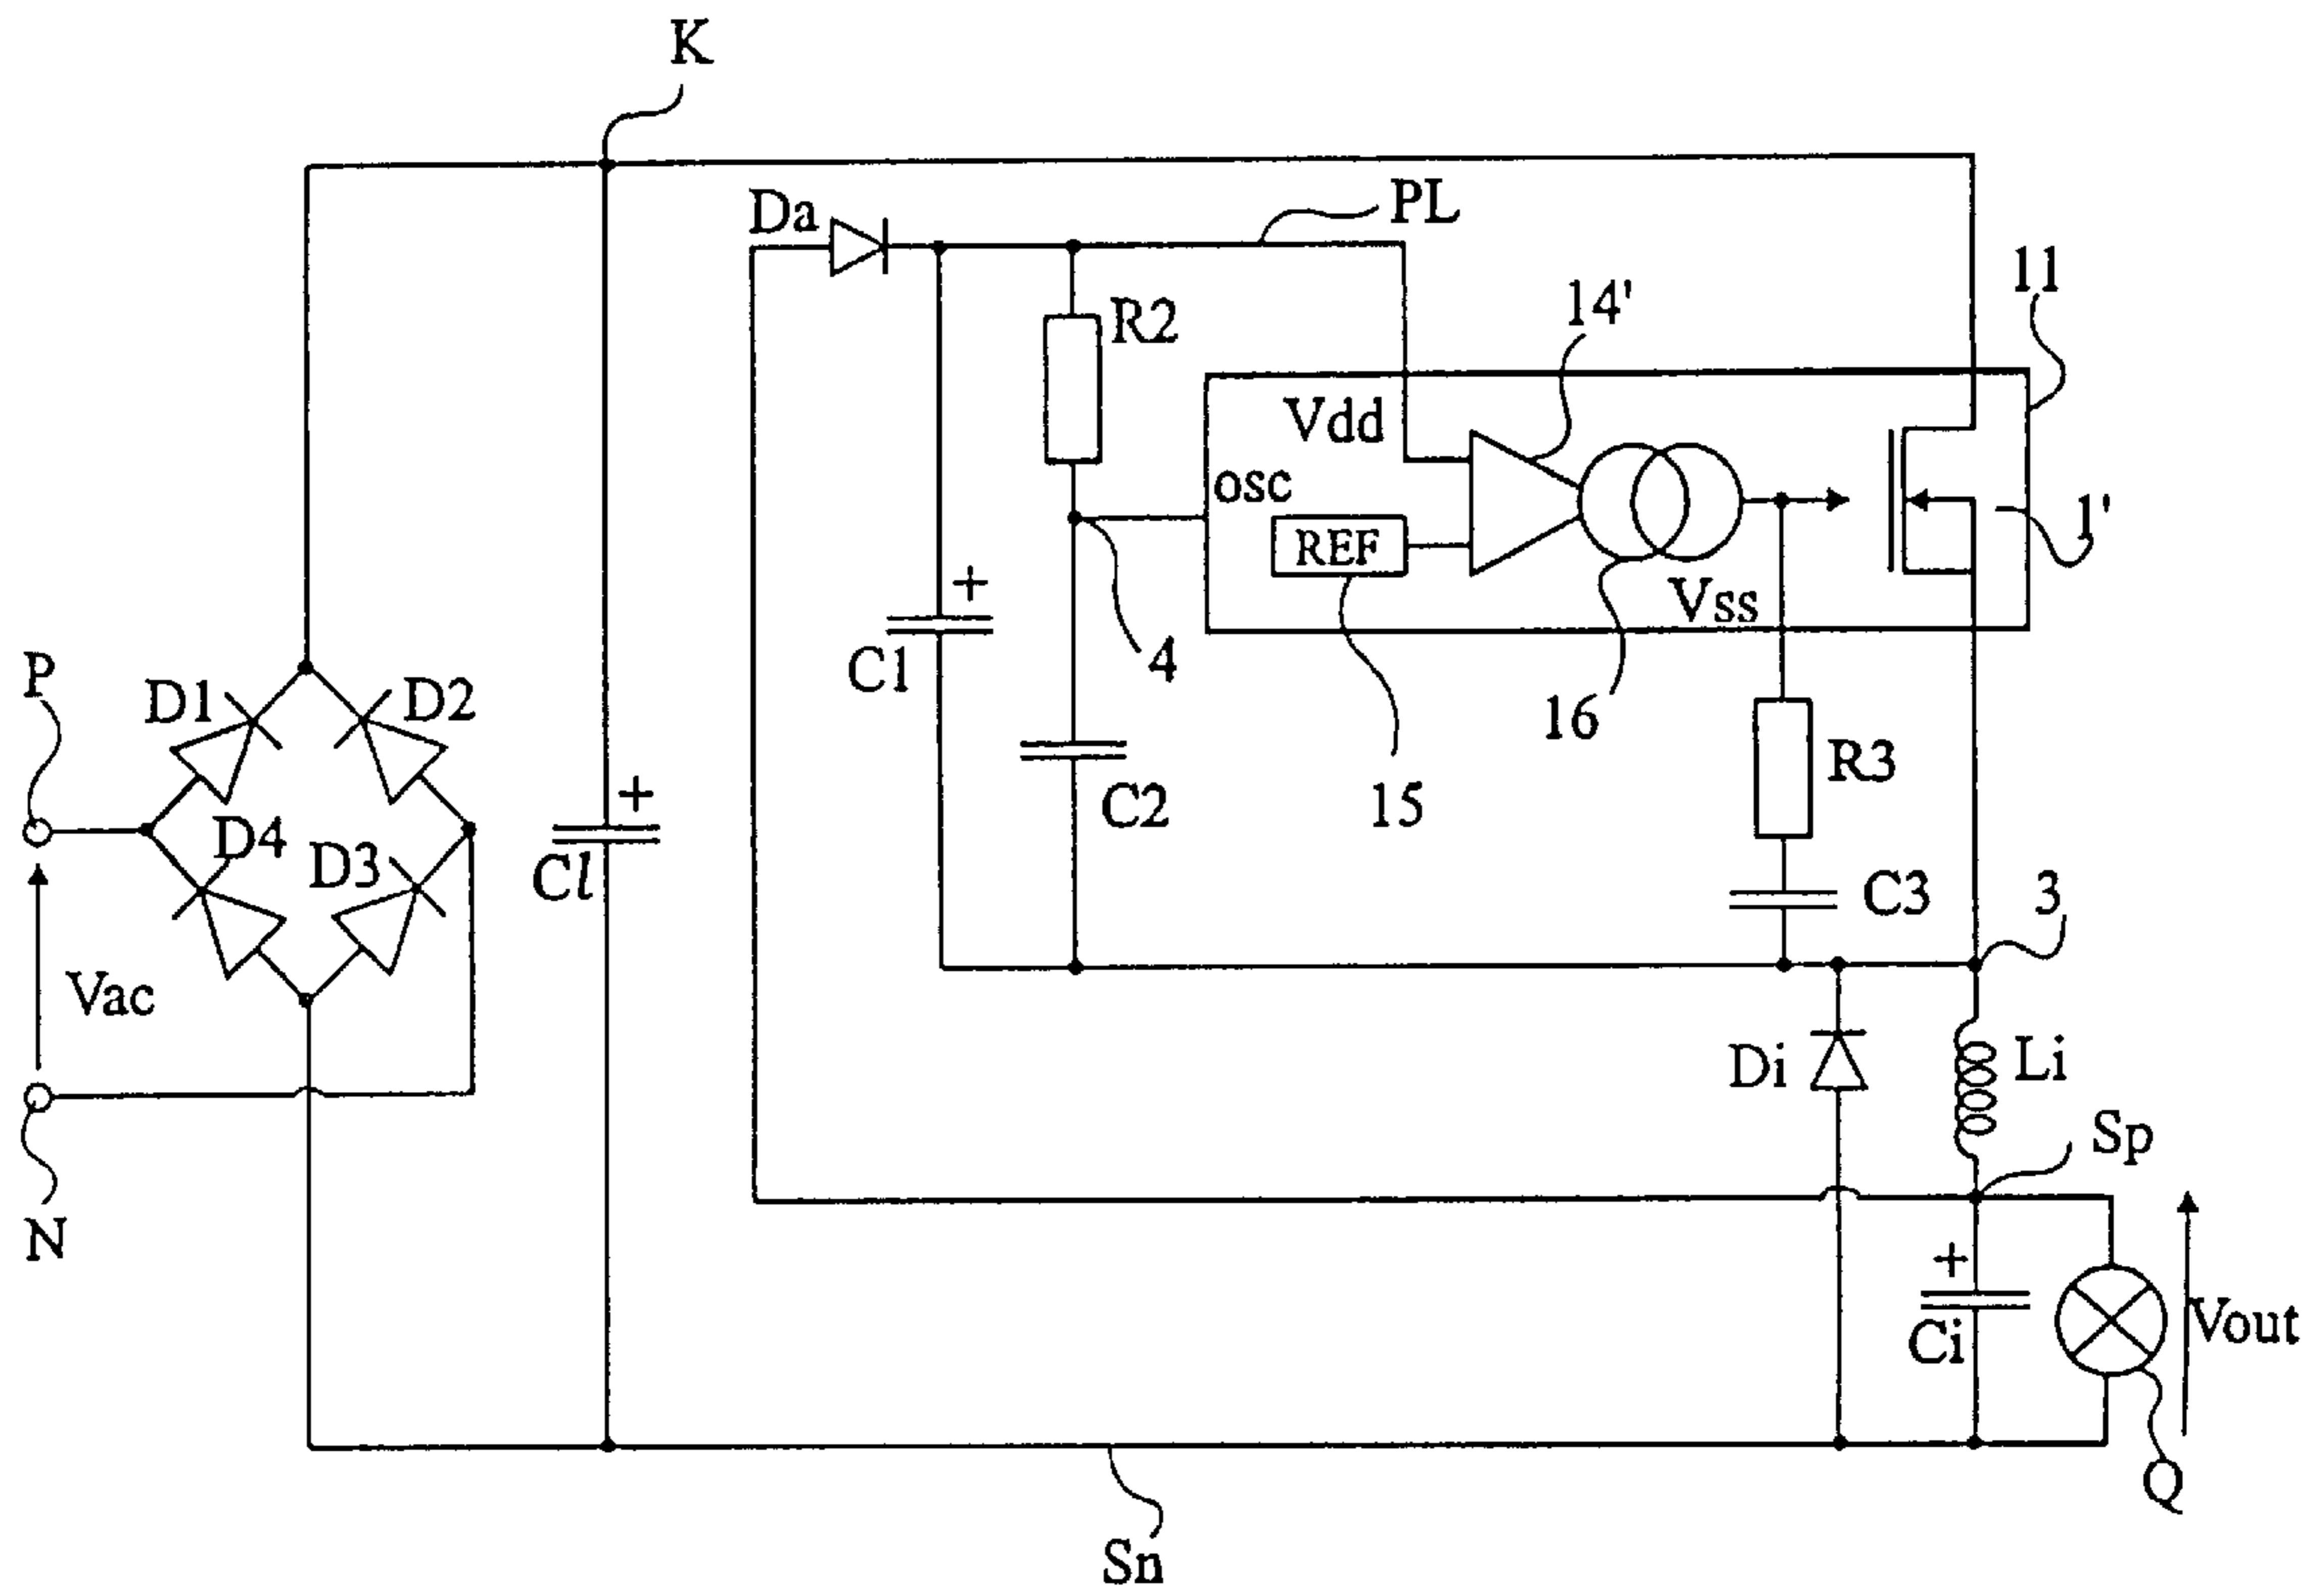 K
Da
PL
11
R2
14'
Vdd
osc
REF
1'
+
Vss
C1
4
P
D1
D2
16
R3
+
15
C2
D4
D3
Cl
C3
3
Vac
Di
Li
Sp
N
+
Vout
Ci
Q
Sn